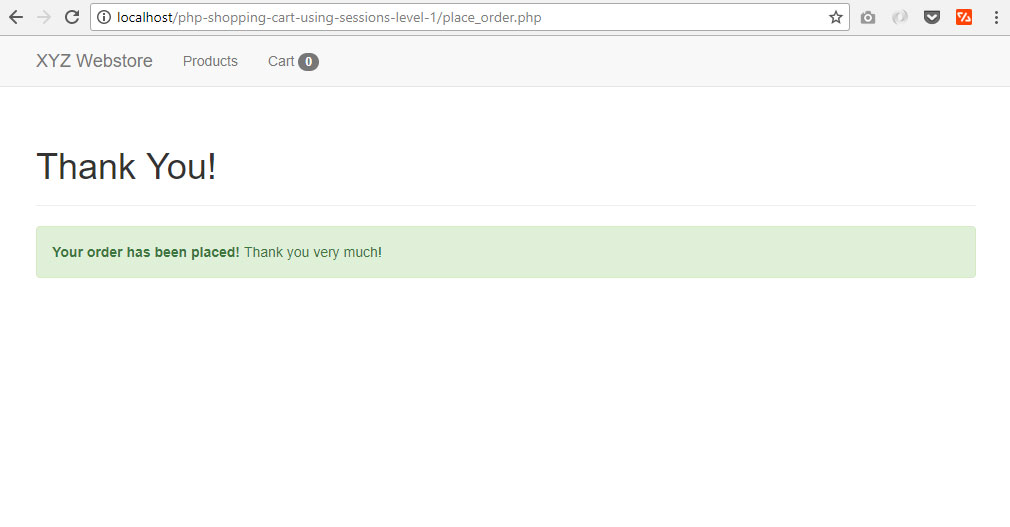 localhost/php-shopping-cart-using-sessions-level-1/place_order.php
XYZ Webstore Products Cart 0
Thank You!
Your order has been placed! Thank you very much!